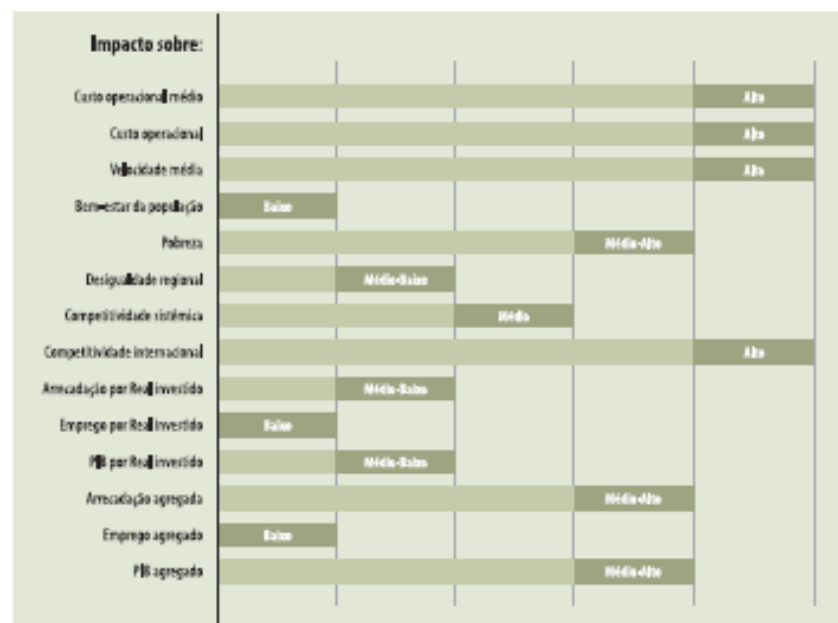 Impacto sobre:
Custo operacional médio Alto
Custo operacional Alto
Velocidade média Alto
Bem-estar da população Baixo
Pobreza Médio-Alto
Desigualdade regional Médio-Baixo
Competitividade sistêmica Médio
Competitividade internacional Alto
Arrecadação por Real investido Médio-Baixo
Emprego por Real investido Baixo
PIB por Real investido Médio-Baixo
Arrecadação agregada Médio-Alto
Emprego agregado Baixo
PIB agregado Médio-Alto